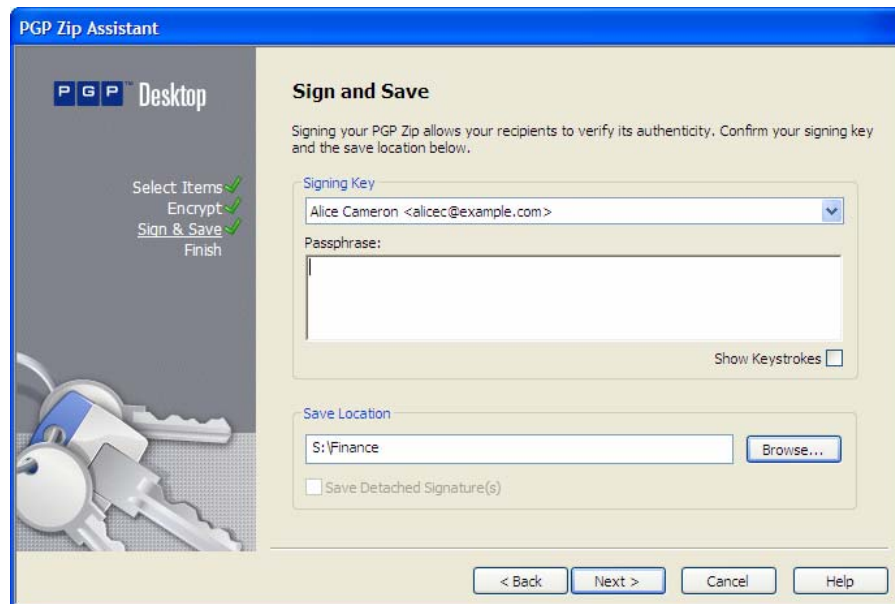 PGP Zip Assistant
PGP™ Desktop
Select Items
Encrypt
Sign & Save
Finish
Sign and Save
Signing your PGP Zip allows your recipients to verify its authenticity. Confirm your signing key
and the save location below.
Signing Key
Alice Cameron <alicec@example.com>
Passphrase:
Show Keystrokes
Save Location
S:\Finance
Browse...
Save Detached Signature(s)
< Back
Next >
Cancel
Help